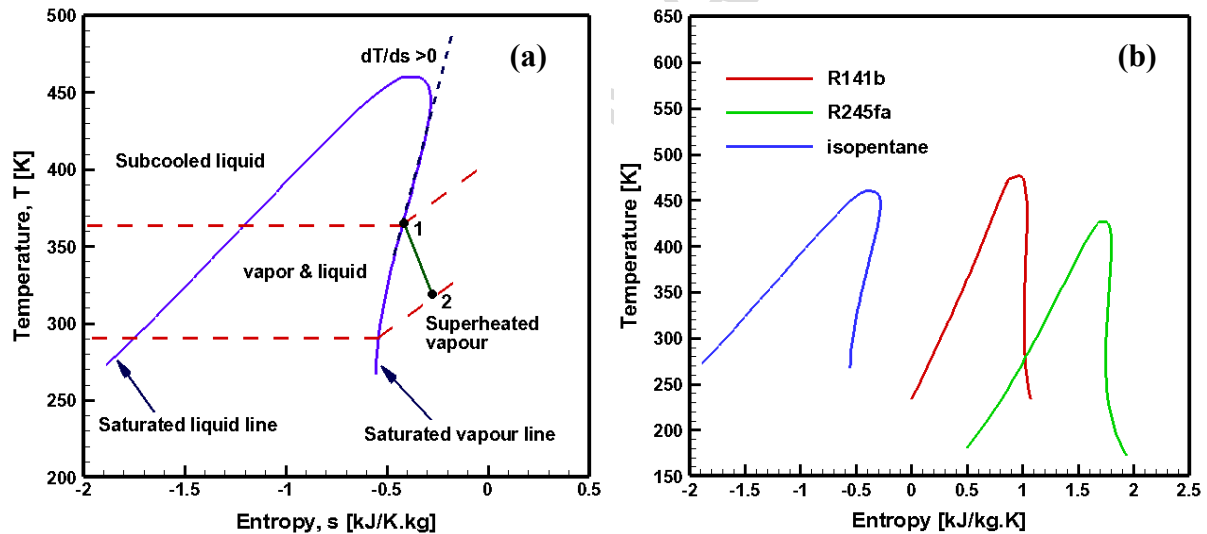 (a)
dT/ds >0
Subcooled liquid
1
vapor & liquid
2
Superheated
vapour
Saturated liquid line
Saturated vapour line
500
450
400
350
300
250
200
Temperature, T [K]
-2
-1.5
-1
-0.5
0
0.5
Entropy, s [kJ/K.kg]
(b)
R141b
R245fa
isopentane
650
600
550
500
450
400
350
300
250
200
150
Temperature [K]
-2
-1.5
-1
-0.5
0
0.5
1
1.5
2
2.5
Entropy [kJ/kg.K]